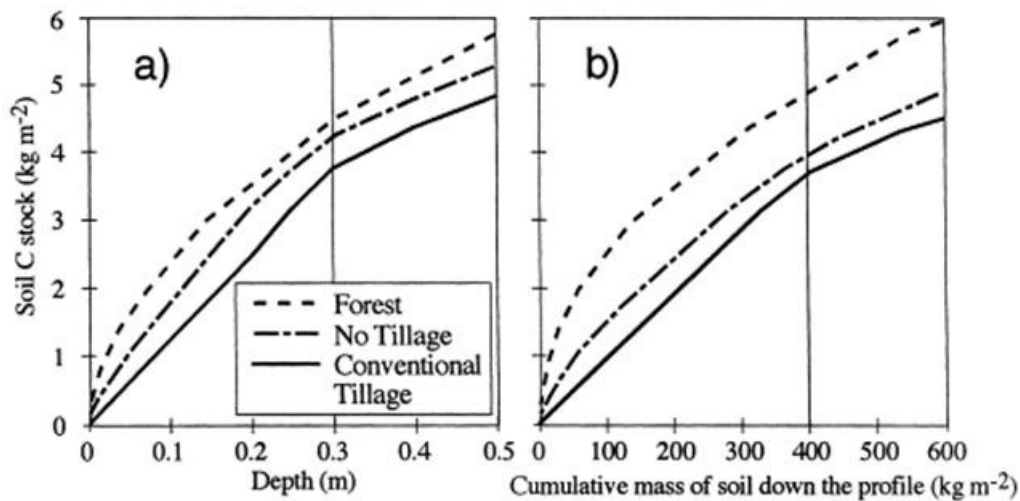 a)
Soil C stock (kg m-2)
6
5
4
3
2
1
0
Forest
No Tillage
Conventional
Tillage
0 0.1 0.2 0.3 0.4 0.5
Depth (m)
b)
0 100 200 300 400 500 600
Cumulative mass of soil down the profile (kg m-2)